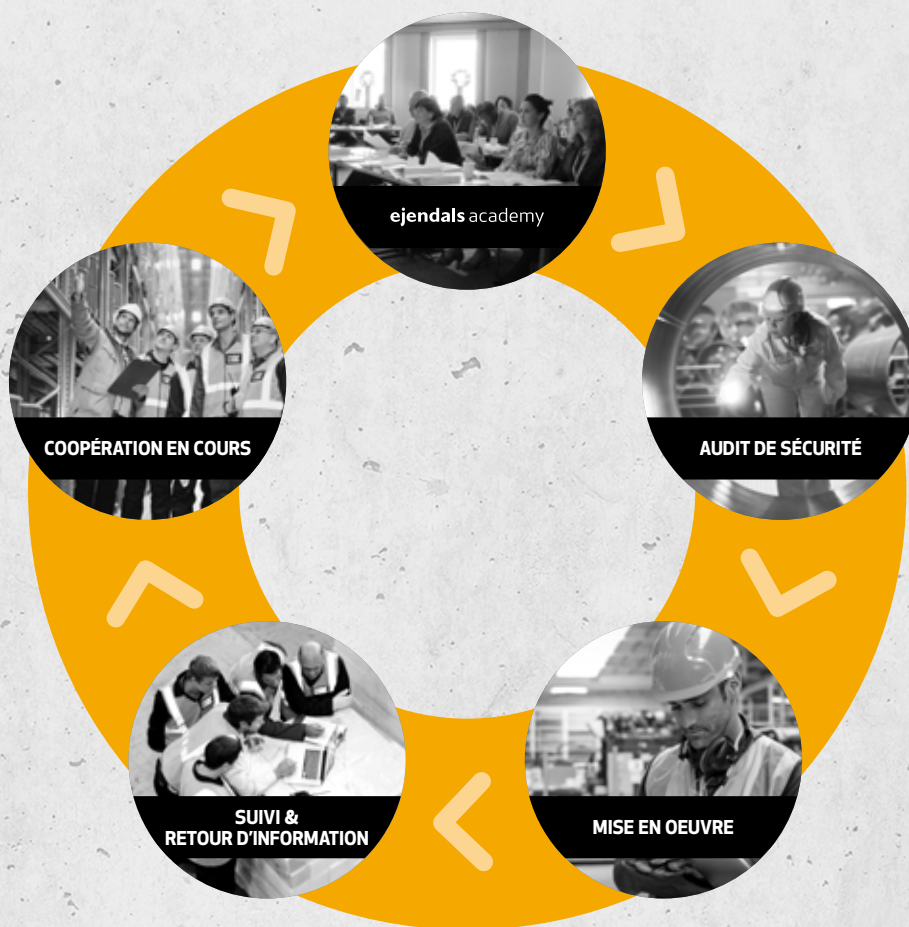 ejendals academy
AUDIT DE SÉCURITÉ
MISE EN OEUVRE
SUIVI &
RETOUR D'INFORMATION
COOPÉRATION EN COURS